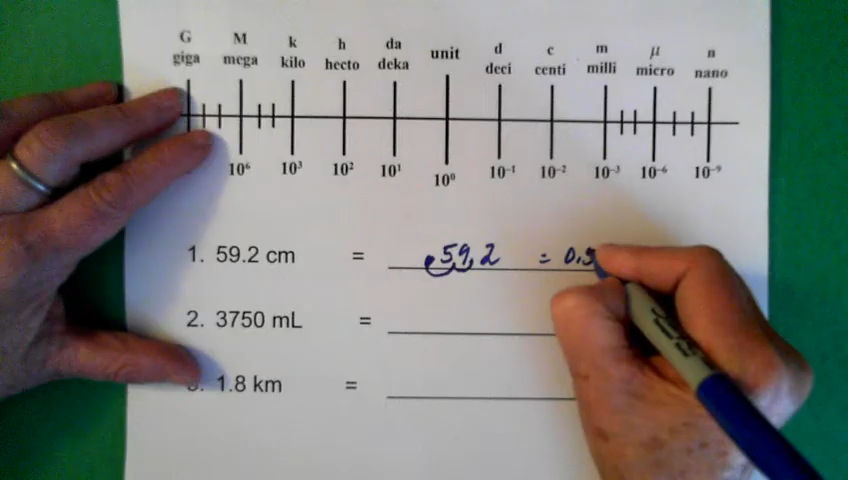 G M k h da unit d c m μ n
giga mega kilo hecto deka deci centi milli micro nano
10⁶ 10³ 10² 10¹ 10⁰ 10⁻¹ 10⁻² 10⁻³ 10⁻⁶ 10⁻⁹
1. 59.2 cm = 59,2 = 0.5
2. 3750 mL =
3. 1.8 km =